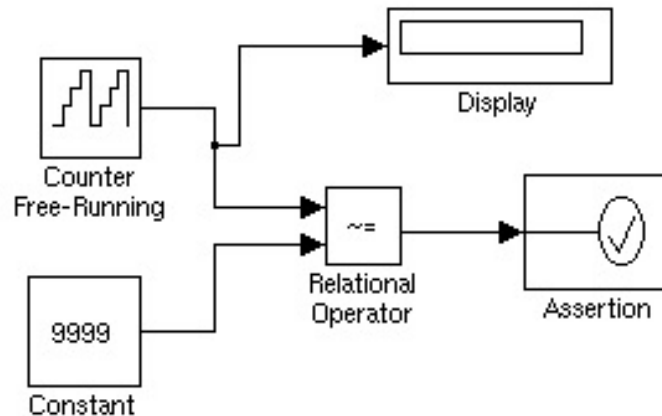 Display
Counter
Free-Running
~=
Relational
Operator
Assertion
9999
Constant